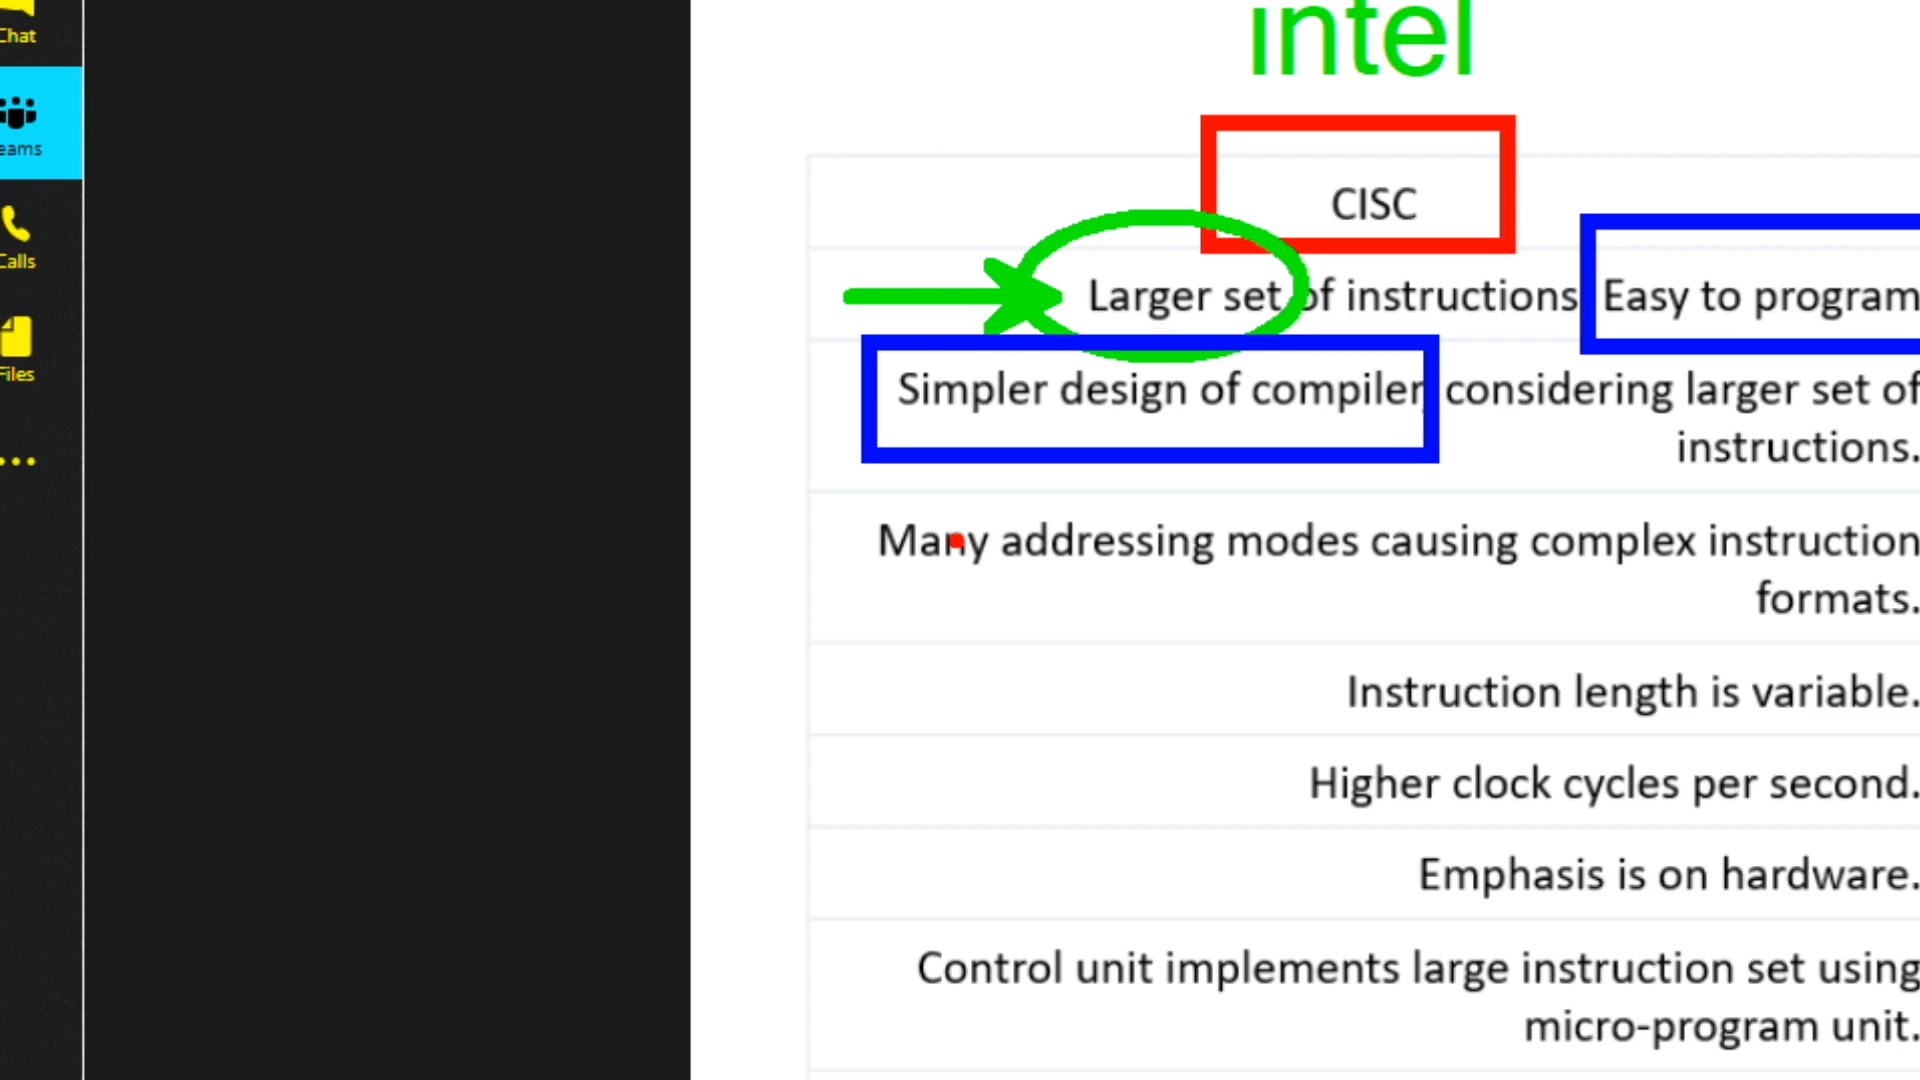 Chat
eams
Calls
Files
intel
CISC
Larger set of instructions. Easy to program
Simpler design of compiler, considering larger set of
instructions.
Many addressing modes causing complex instruction
formats.
Instruction length is variable.
Higher clock cycles per second.
Emphasis is on hardware.
Control unit implements large instruction set using
micro-program unit.